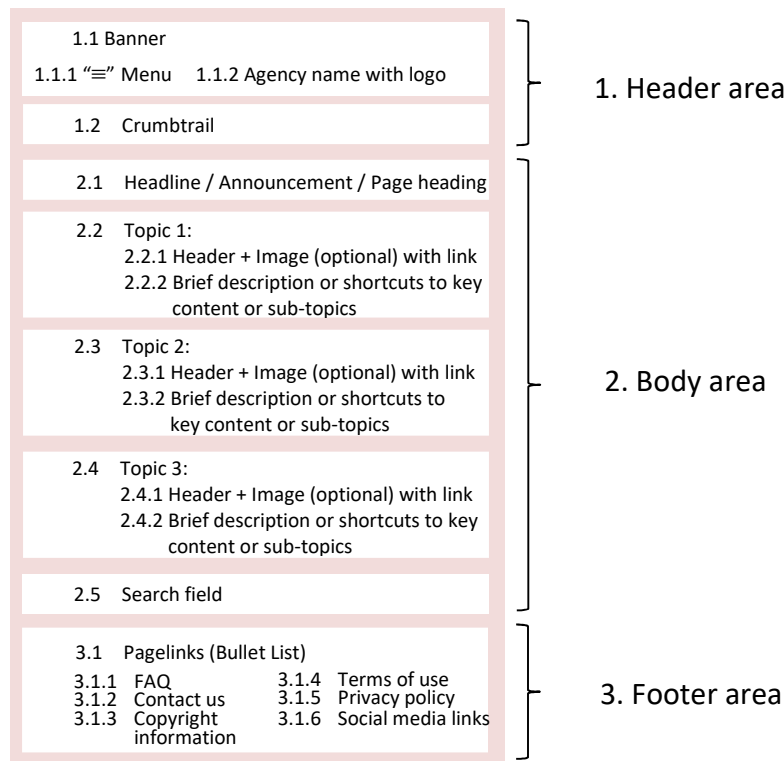 1.1 Banner
1.1.1 “≡” Menu 1.1.2 Agency name with logo
1.2 Crumbtrail
1. Header area
2.1 Headline / Announcement / Page heading
2.2 Topic 1:
2.2.1 Header + Image (optional) with link
2.2.2 Brief description or shortcuts to key
content or sub-topics
2.3 Topic 2:
2.3.1 Header + Image (optional) with link
2.3.2 Brief description or shortcuts to
key content or sub-topics
2.4 Topic 3:
2.4.1 Header + Image (optional) with link
2.4.2 Brief description or shortcuts to key
content or sub-topics
2.5 Search field
2. Body area
3.1 Pagelinks (Bullet List)
3.1.1 FAQ
3.1.2 Contact us
3.1.3 Copyright
information
3.1.4 Terms of use
3.1.5 Privacy policy
3.1.6 Social media links
3. Footer area